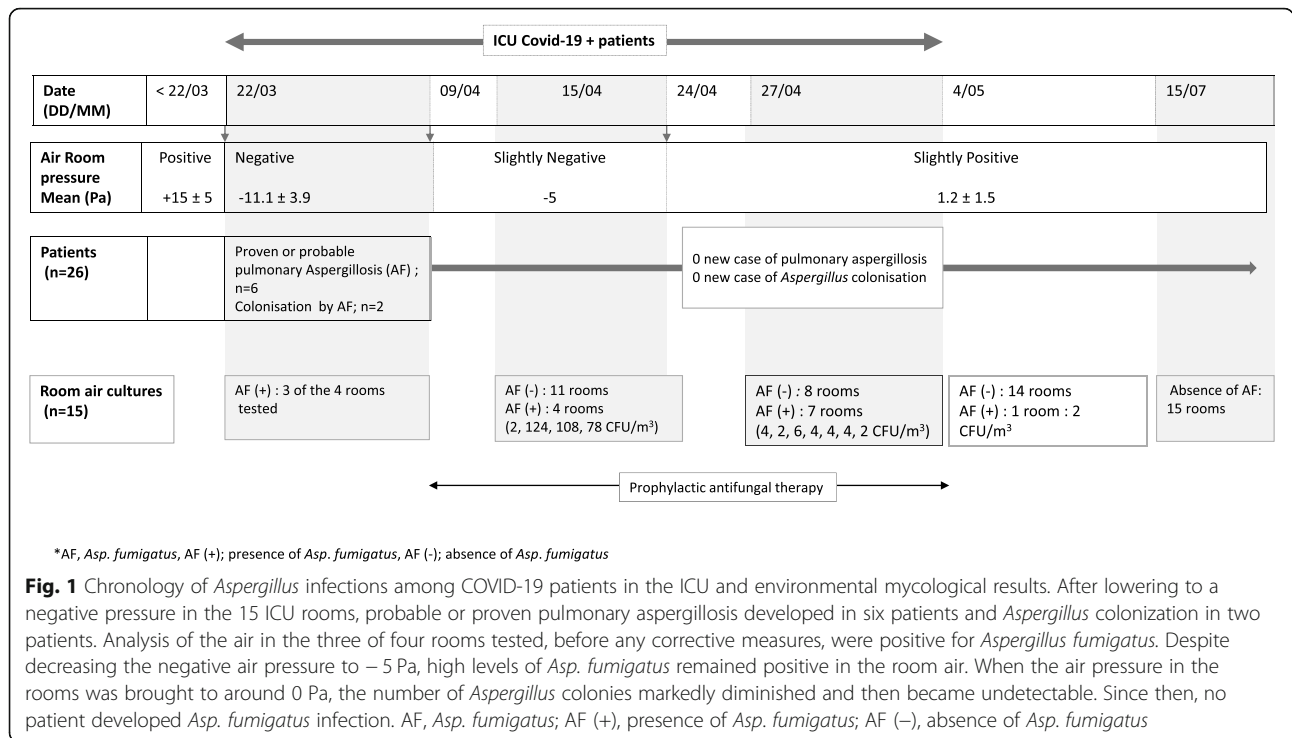 ICU Covid-19 + patients
Date
(DD/MM)
< 22/03
22/03
09/04
15/04
24/04
27/04
4/05
15/07
Air Room
pressure
Mean (Pa)
Positive
+15 ± 5
Negative
-11.1 ± 3.9
Slightly Negative
-5
Slightly Positive
1.2 ± 1.5
Patients
(n=26)
Proven or probable
pulmonary Aspergillosis (AF) ;
n=6
Colonisation by AF; n=2
0 new case of pulmonary aspergillosis
0 new case of Aspergillus colonisation
Room air cultures
(n=15)
AF (+) : 3 of the 4 rooms
tested
AF (-) : 11 rooms
AF (+) : 4 rooms
(2, 124, 108, 78 CFU/m³)
AF (-) : 8 rooms
AF (+) : 7 rooms
(4, 2, 6, 4, 4, 4, 2 CFU/m³)
AF (-) : 14 rooms
AF (+) : 1 room : 2
CFU/m³
Absence of AF:
15 rooms
Prophylactic antifungal therapy
*AF, Asp. fumigatus, AF (+); presence of Asp. fumigatus, AF (-); absence of Asp. fumigatus
Fig. 1 Chronology of Aspergillus infections among COVID-19 patients in the ICU and environmental mycological results. After lowering to a
negative pressure in the 15 ICU rooms, probable or proven pulmonary aspergillosis developed in six patients and Aspergillus colonization in two
patients. Analysis of the air in the three of four rooms tested, before any corrective measures, were positive for Aspergillus fumigatus. Despite
decreasing the negative air pressure to − 5 Pa, high levels of Asp. fumigatus remained positive in the room air. When the air pressure in the
rooms was brought to around 0 Pa, the number of Aspergillus colonies markedly diminished and then became undetectable. Since then, no
patient developed Asp. fumigatus infection. AF, Asp. fumigatus; AF (+), presence of Asp. fumigatus; AF (−), absence of Asp. fumigatus